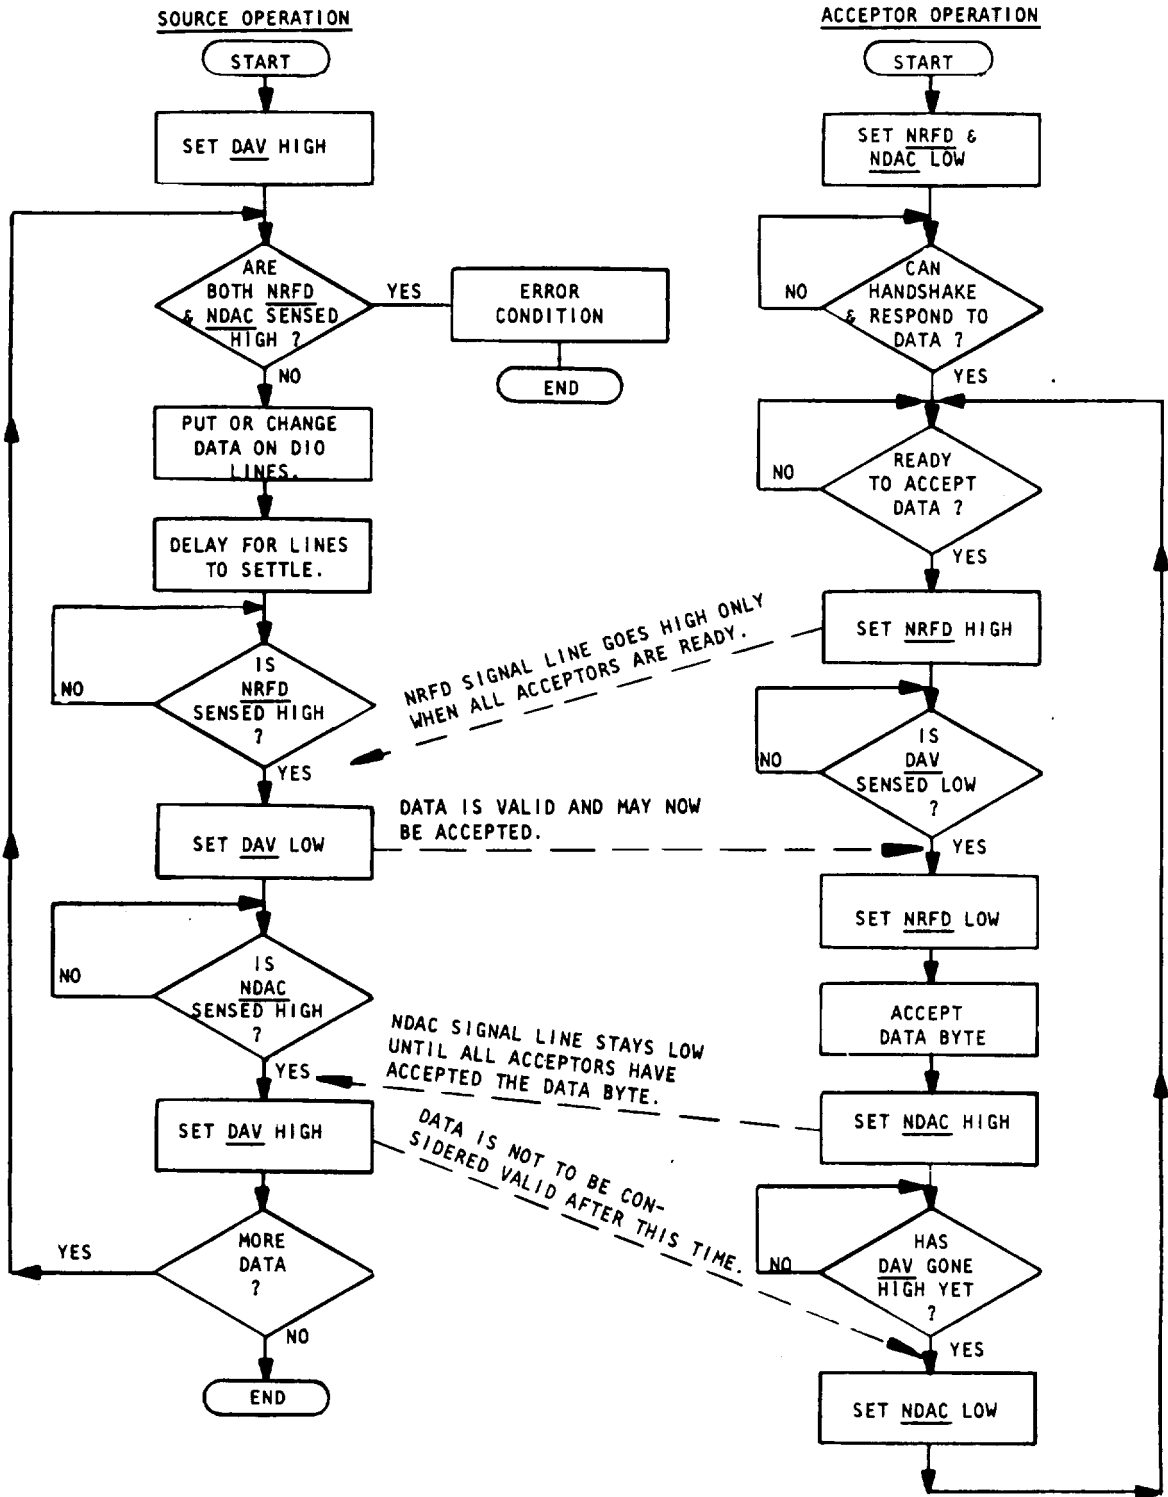 SOURCE OPERATION
START
SET DAV HIGH
ARE
BOTH NRFD
& NDAC SENSED
HIGH ?
YES
ERROR
CONDITION
END
NO
PUT OR CHANGE
DATA ON DIO
LINES.
DELAY FOR LINES
TO SETTLE.
IS
NRFD
SENSED HIGH
?
NO
YES
SET DAV LOW
IS
NDAC
SENSED HIGH
?
NO
YES
SET DAV HIGH
MORE
DATA
?
YES
NO
END
NRFD SIGNAL LINE GOES HIGH ONLY
WHEN ALL ACCEPTORS ARE READY.
DATA IS VALID AND MAY NOW
BE ACCEPTED.
NDAC SIGNAL LINE STAYS LOW
UNTIL ALL ACCEPTORS HAVE
ACCEPTED THE DATA BYTE.
DATA IS NOT TO BE CON-
SIDERED VALID AFTER THIS TIME.
ACCEPTOR OPERATION
START
SET NRFD &
NDAC LOW
CAN
HANDSHAKE
& RESPOND TO
DATA ?
NO
YES
READY
TO ACCEPT
DATA ?
NO
YES
SET NRFD HIGH
IS
DAV
SENSED LOW
?
NO
YES
SET NRFD LOW
ACCEPT
DATA BYTE
SET NDAC HIGH
HAS
DAV GONE
HIGH YET
?
NO
YES
SET NDAC LOW